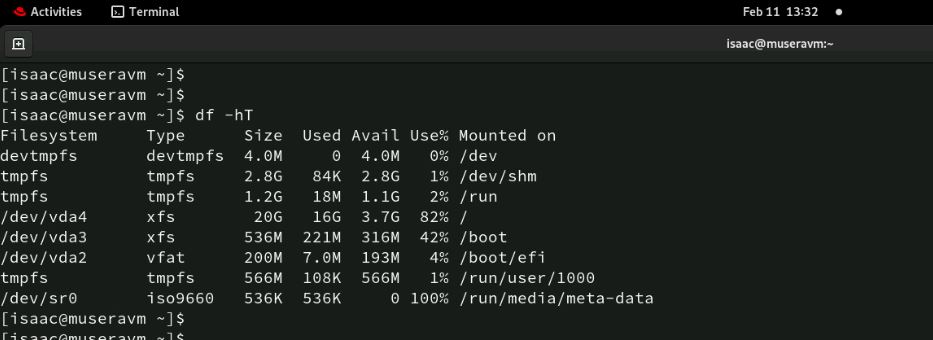 Activities Terminal Feb 11 13:32
isaac@museravm:~
[isaac@museravm ~]$
[isaac@museravm ~]$
[isaac@museravm ~]$ df -hT
Filesystem     Type      Size  Used Avail Use% Mounted on
devtmpfs       devtmpfs  4.0M     0  4.0M   0% /dev
tmpfs          tmpfs     2.8G   84K  2.8G   1% /dev/shm
tmpfs          tmpfs     1.2G   18M  1.1G   2% /run
/dev/vda4      xfs        20G   16G  3.7G  82% /
/dev/vda3      xfs       536M  221M  316M  42% /boot
/dev/vda2      vfat      200M  7.0M  193M   4% /boot/efi
tmpfs          tmpfs     566M  108K  566M   1% /run/user/1000
/dev/sr0       iso9660   536K  536K     0 100% /run/media/meta-data
[isaac@museravm ~]$
[isaac@museravm ~]$